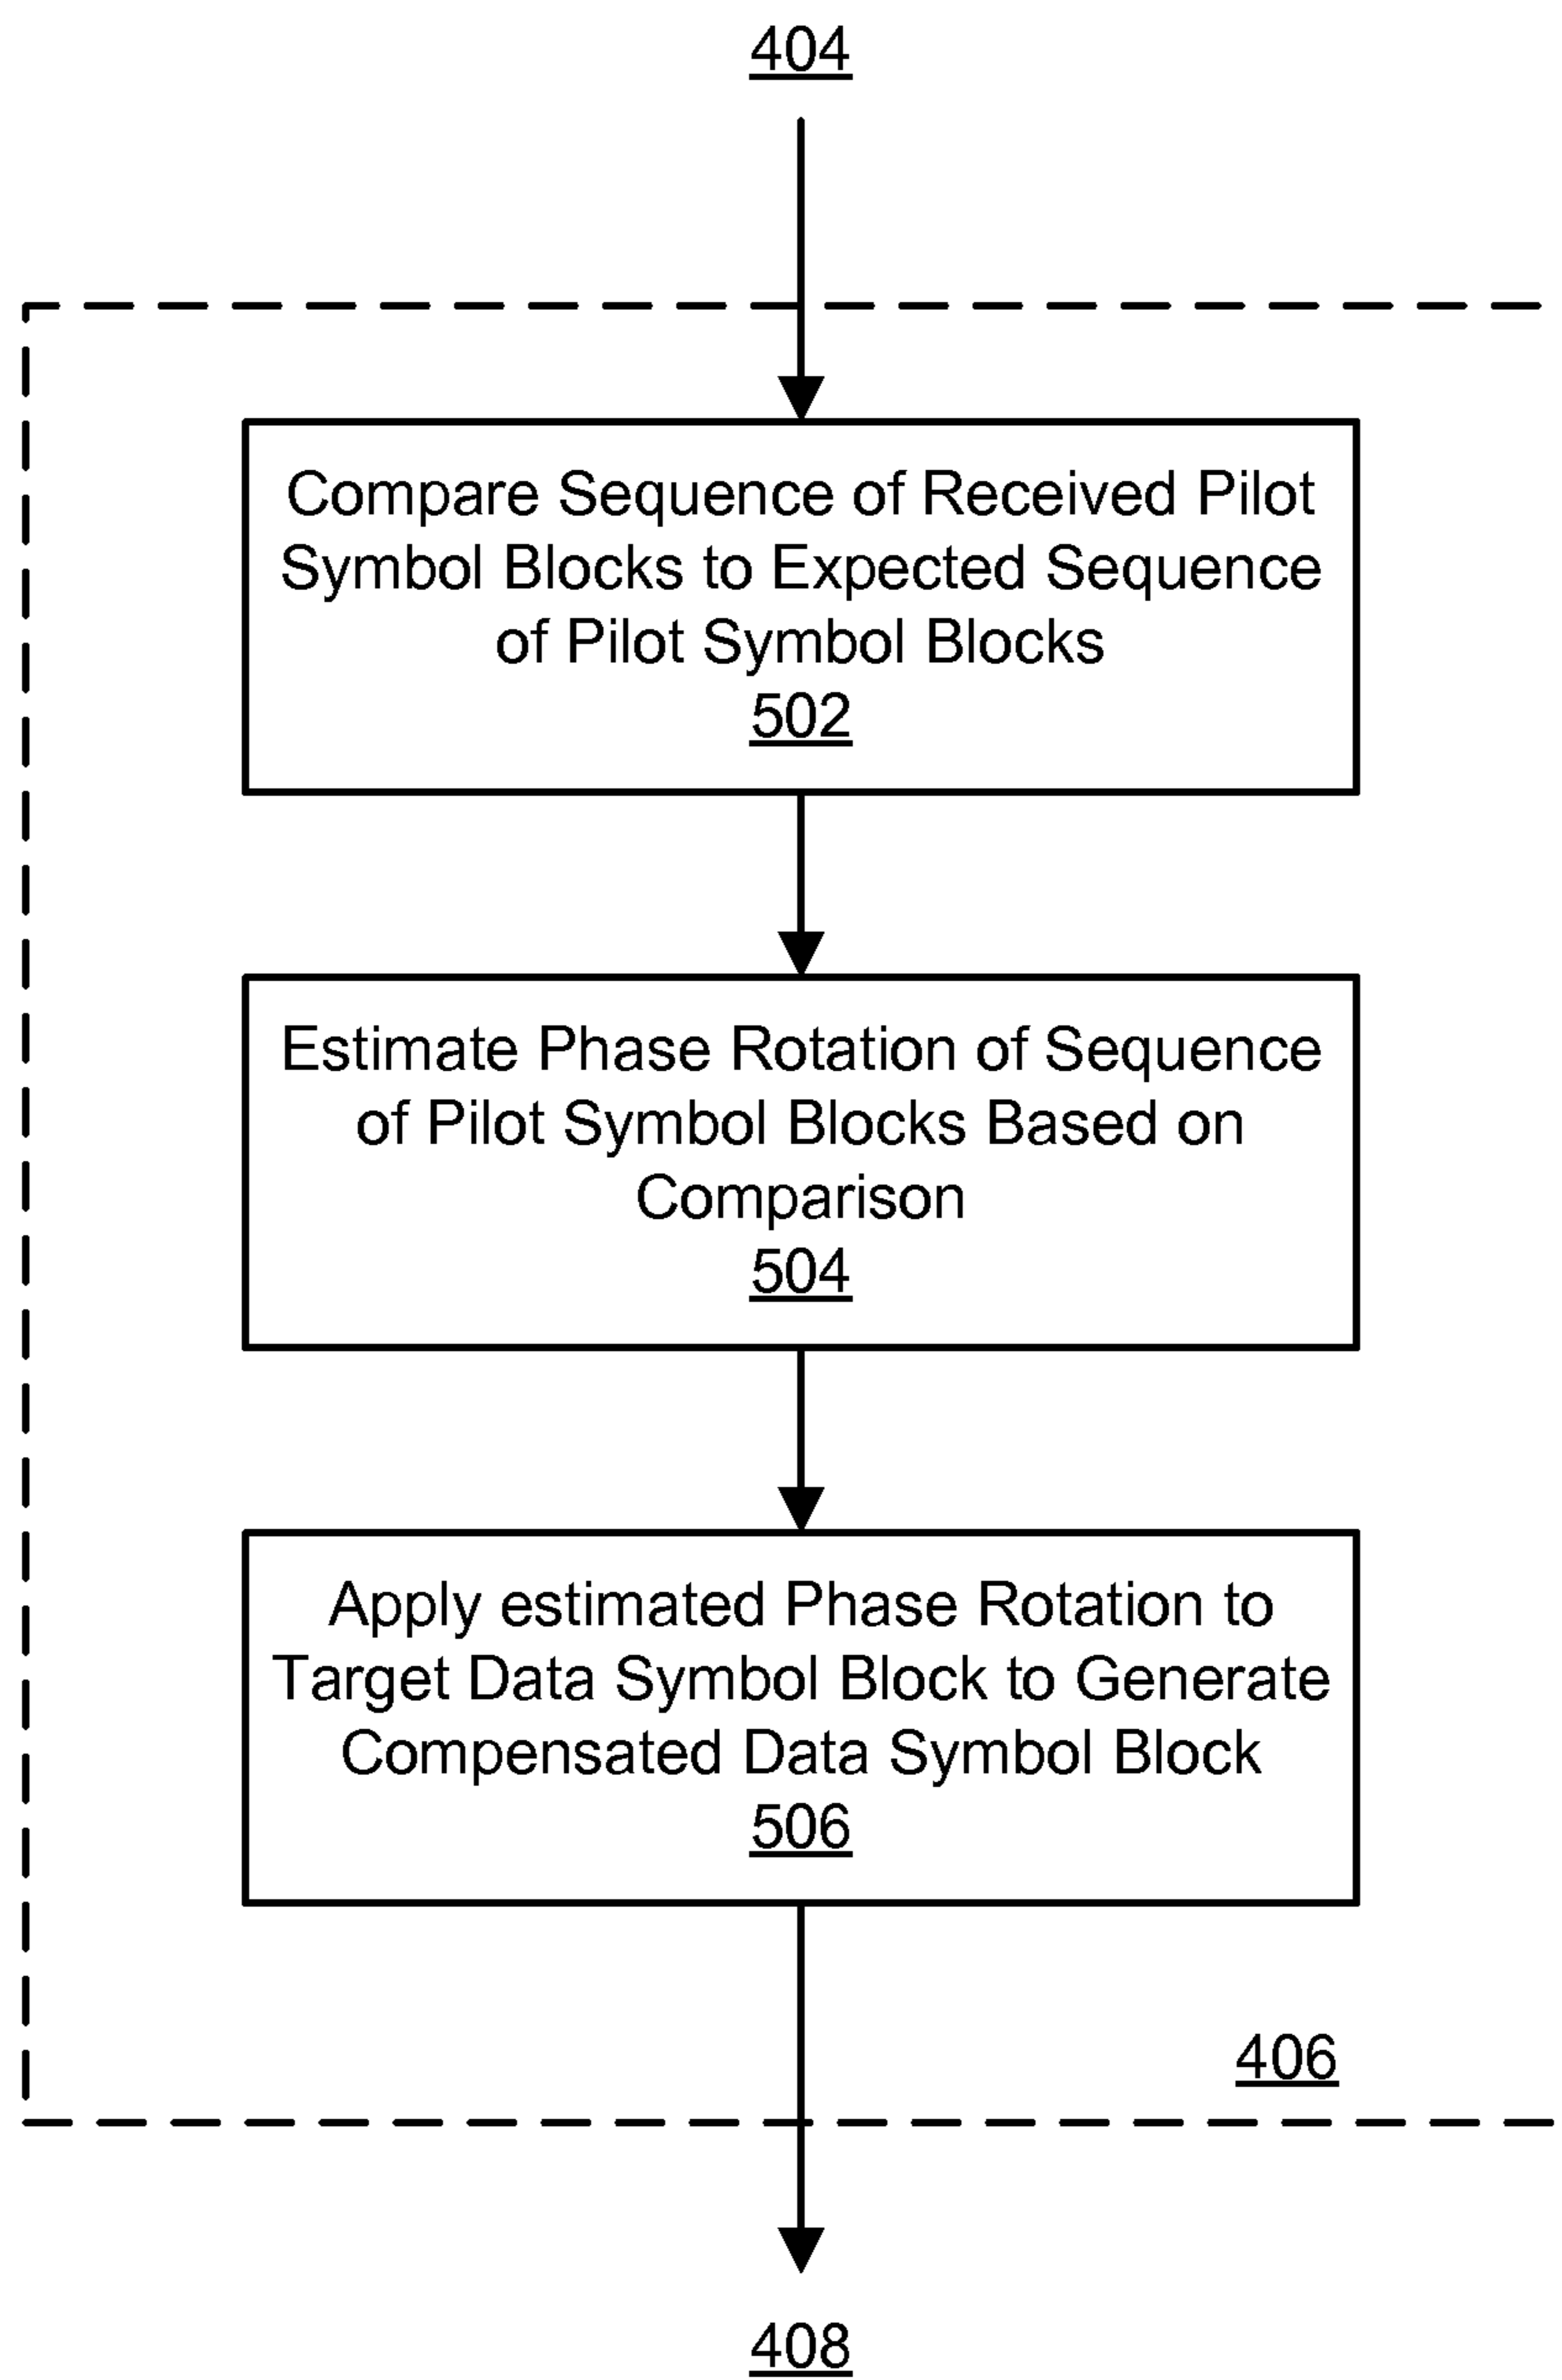 404
Compare Sequence of Received Pilot
Symbol Blocks to Expected Sequence
of Pilot Symbol Blocks
502
Estimate Phase Rotation of Sequence
of Pilot Symbol Blocks Based on
Comparison
504
Apply estimated Phase Rotation to
Target Data Symbol Block to Generate
Compensated Data Symbol Block
506
406
408